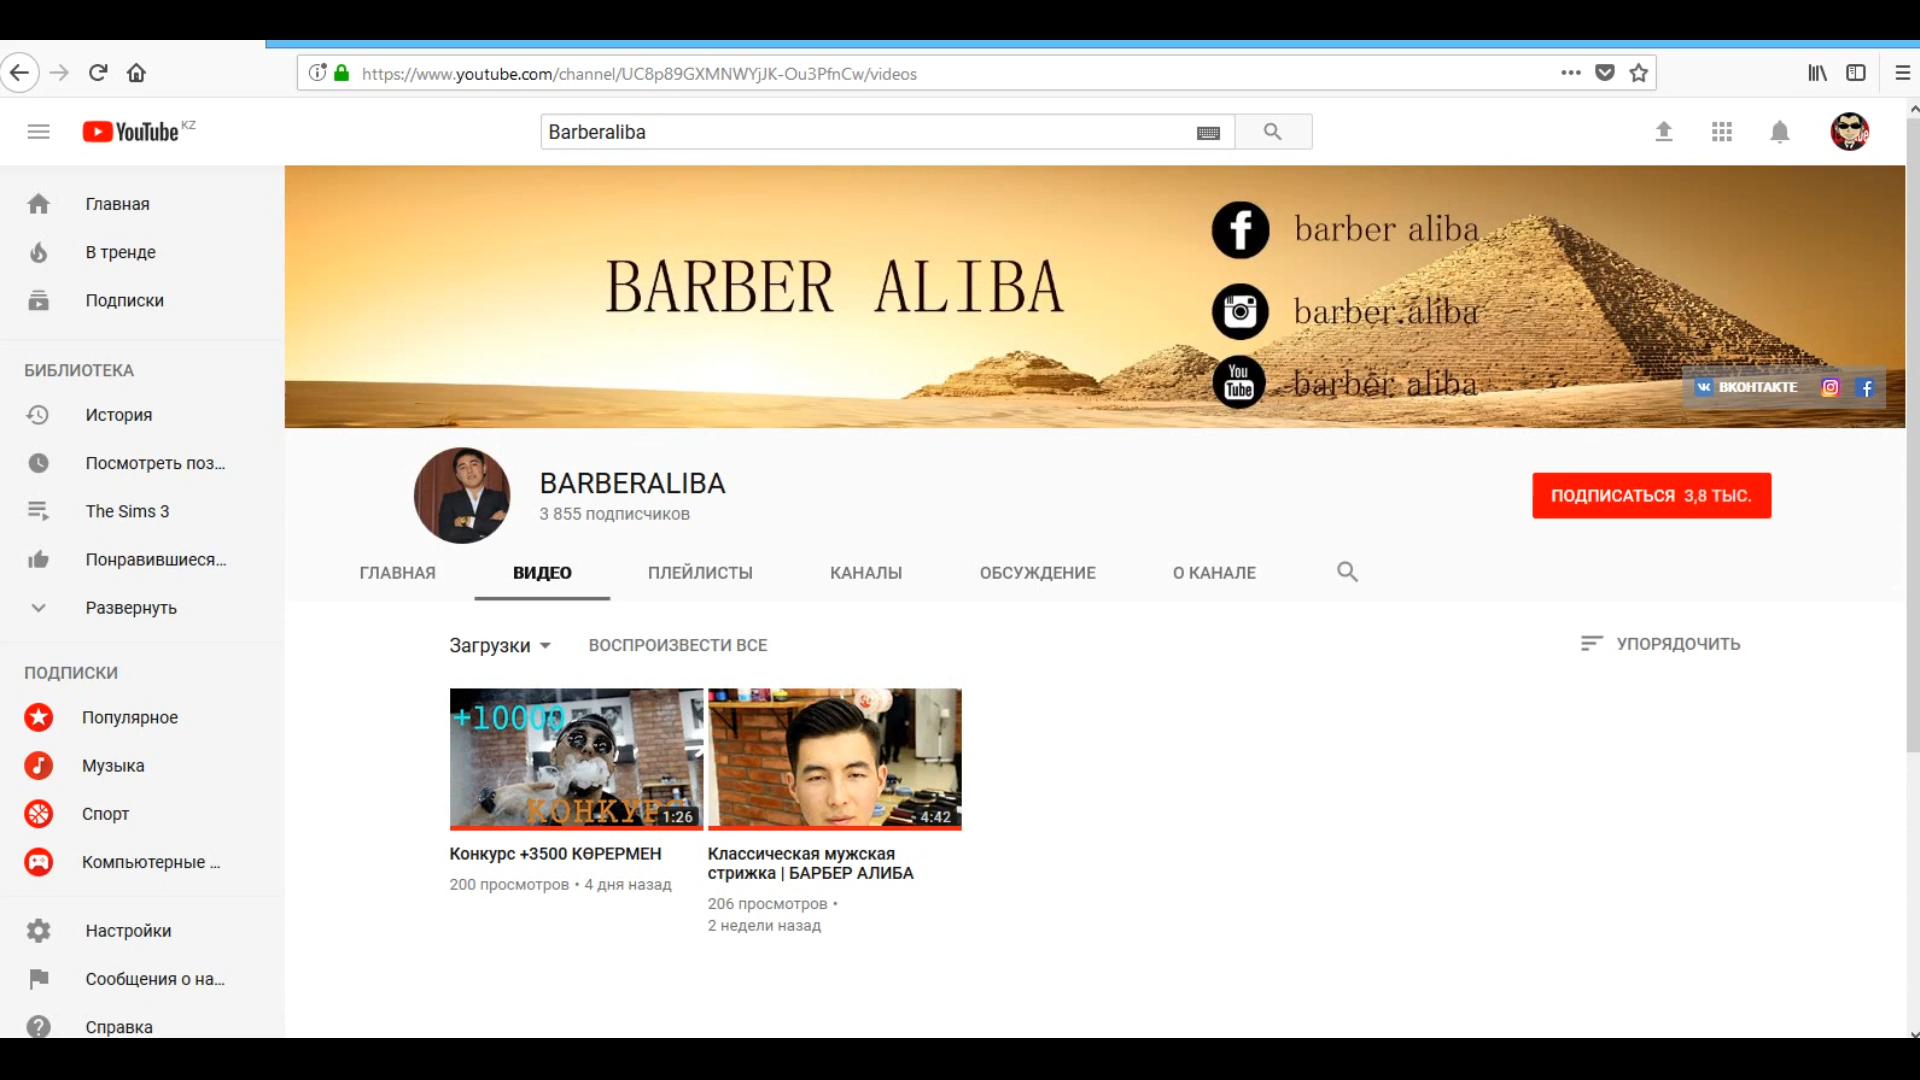 https://www.youtube.com/channel/UC8p89GXMNWYjJK-Ou3PfnCw/videos
YouTube KZ
Barberaliba
Главная
В тренде
Подписки
БИБЛИОТЕКА
История
Посмотреть поз...
The Sims 3
Понравившиеся...
Развернуть
ПОДПИСКИ
Популярное
Музыка
Спорт
Компьютерные ...
Настройки
Сообщения о на...
Справка
BARBER ALIBA
barber aliba
barber.aliba
You Tube
barber aliba
ВКОНТАКТЕ
BARBERALIBA
3 855 подписчиков
ПОДПИСАТЬСЯ 3,8 ТЫС.
ГЛАВНАЯ
ВИДЕО
ПЛЕЙЛИСТЫ
КАНАЛЫ
ОБСУЖДЕНИЕ
О КАНАЛЕ
Загрузки
ВОСПРОИЗВЕСТИ ВСЕ
УПОРЯДОЧИТЬ
+10000
КОНКУРС
1:26
Конкурс +3500 КӨРЕРМЕН
200 просмотров • 4 дня назад
4:42
Классическая мужская
стрижка | БАРБЕР АЛИБА
206 просмотров •
2 недели назад